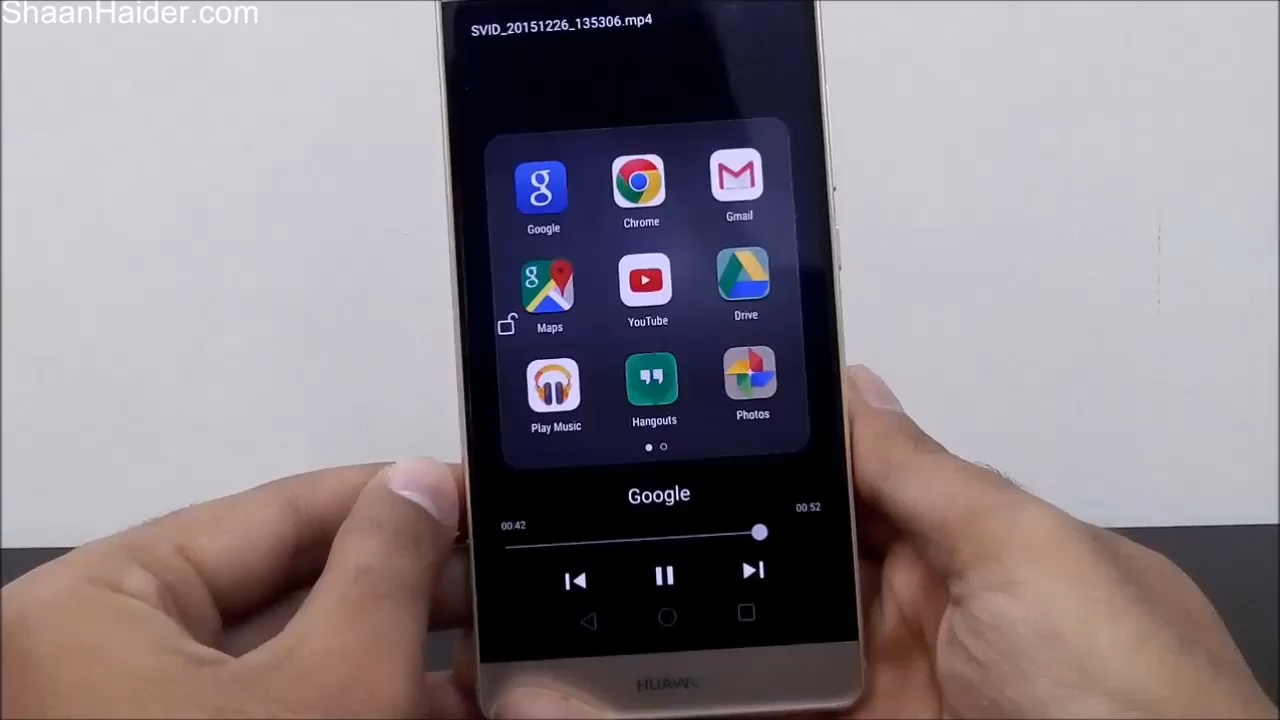 ShaanHaider.com
SVID_20151226_135306.mp4
g
Google
Chrome
Gmail
g
Maps
YouTube
Drive
Play Music
Hangouts
Photos
Google
00:42
00:52
HUAWEI